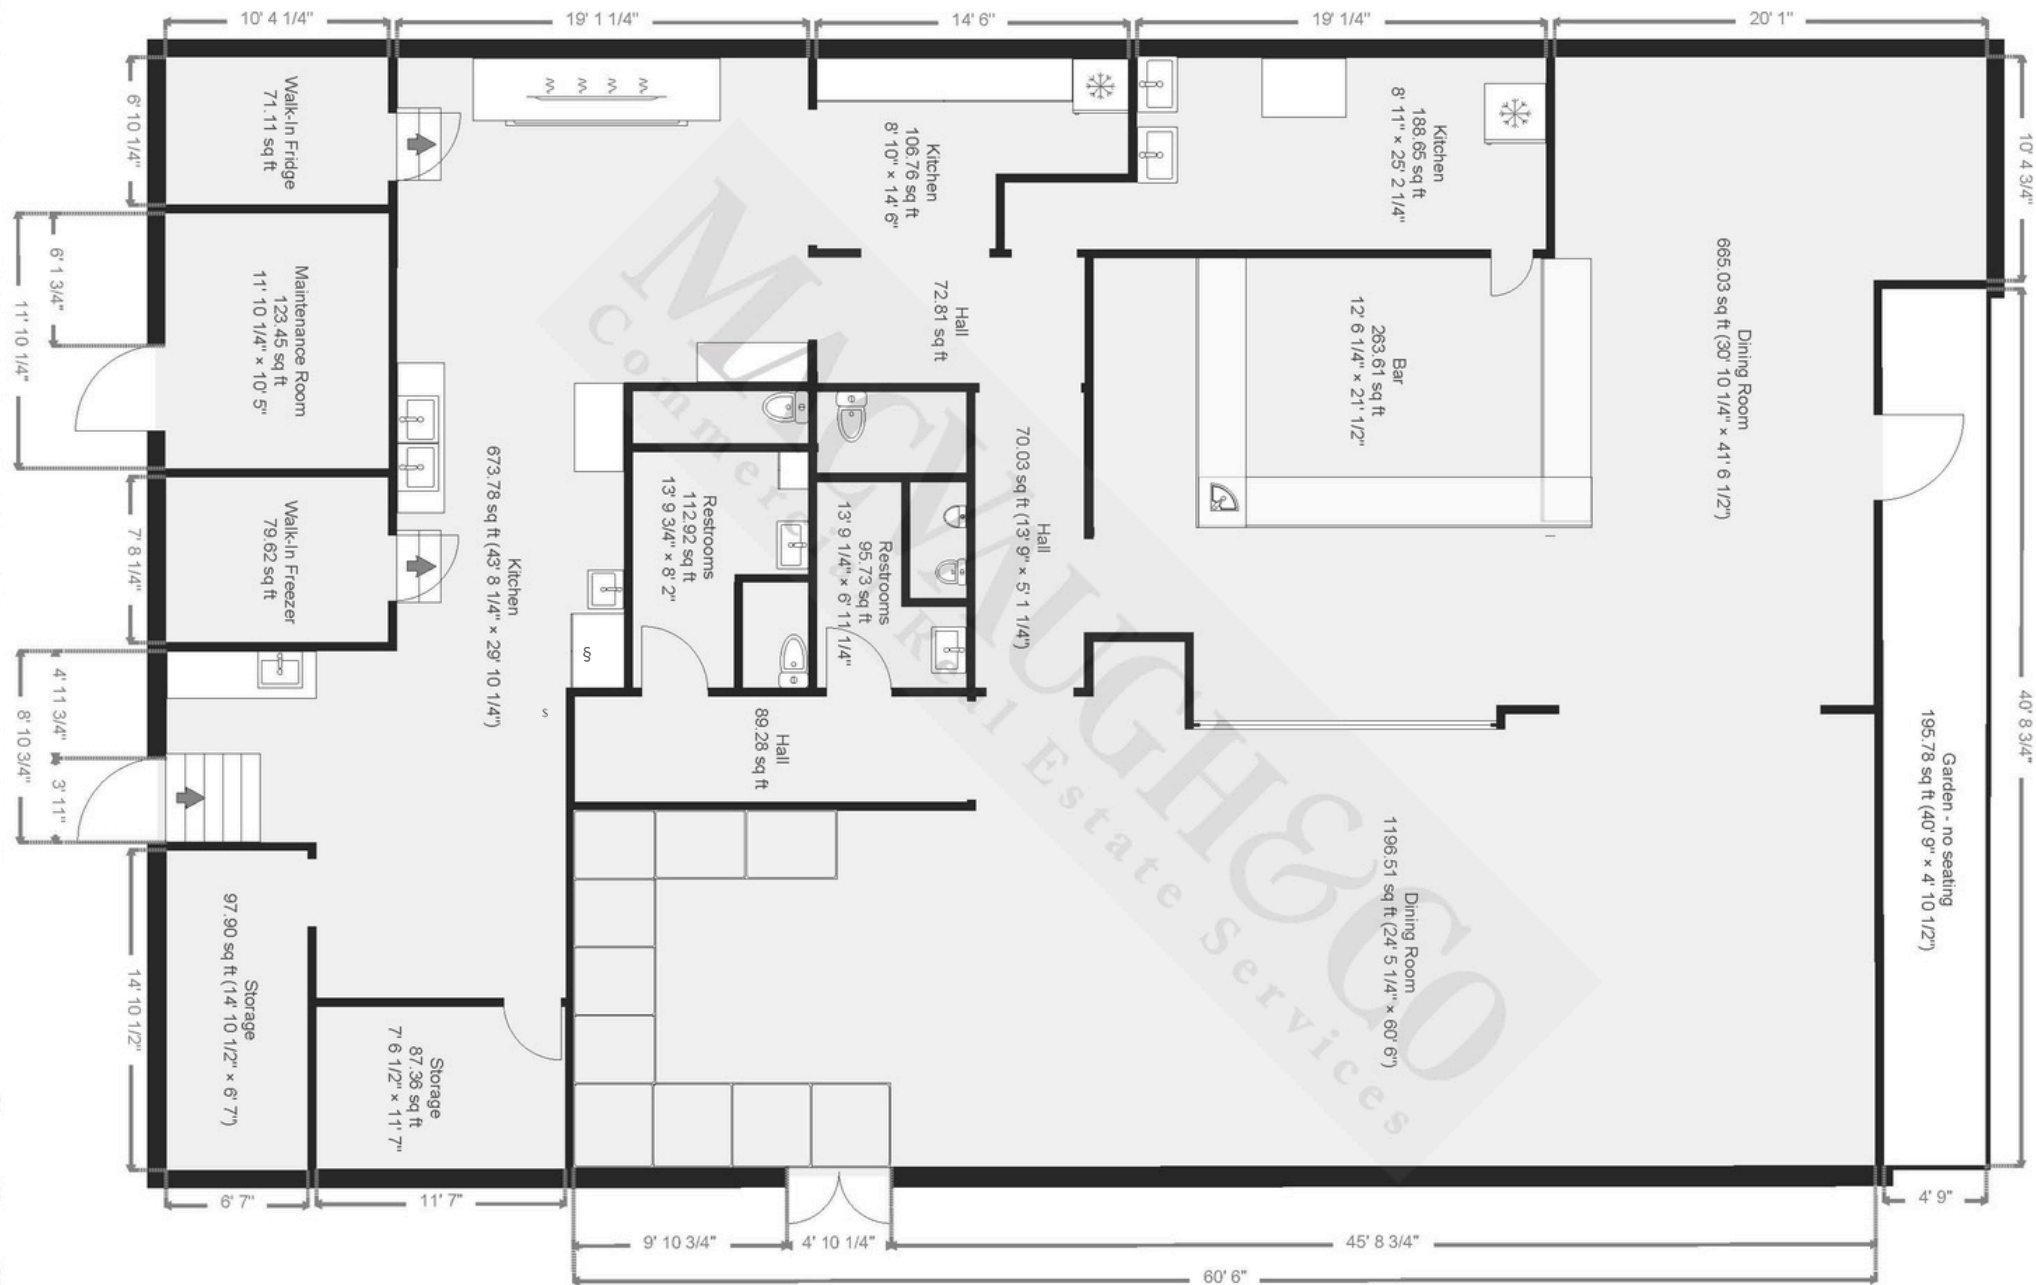 10' 4 1/4"
19' 1 1/4"
14' 6"
19' 1/4"
20' 1"
6' 10 1/4"
Walk-In Fridge
71.11 sq ft
Kitchen
106.76 sq ft
8' 10" × 14' 6"
Kitchen
188.65 sq ft
8' 11" × 25' 2 1/4"
10' 4 3/4"
6' 1 3/4"
11' 10 1/4"
Maintenance Room
123.45 sq ft
11' 10 1/4" × 10' 5"
Hall
72.81 sq ft
Bar
263.61 sq ft
12' 6 1/4" × 21' 1/2"
Dining Room
665.03 sq ft (30' 10 1/4" × 41' 6 1/2")
7' 8 1/4"
Walk-In Freezer
79.62 sq ft
Kitchen
673.78 sq ft (43' 8 1/4" × 29' 10 1/4")
Restrooms
112.92 sq ft
13' 9 3/4" × 8' 2"
Restrooms
95.73 sq ft
13' 9 1/4" × 6' 11 1/4"
Hall
70.03 sq ft (13' 9" × 5' 1 1/4")
§
s
4' 11 3/4"
8' 10 3/4"
3' 11"
Hall
89.28 sq ft
40' 8 3/4"
Garden - no seating
195.78 sq ft (40' 9" × 4' 10 1/2")
Dining Room
1196.51 sq ft (24' 5 1/4" × 60' 6")
14' 10 1/2"
Storage
97.90 sq ft (14' 10 1/2" × 6' 7")
Storage
87.36 sq ft
7' 6 1/2" × 11' 7"
6' 7"
11' 7"
4' 9"
9' 10 3/4"
4' 10 1/4"
45' 8 3/4"
60' 6"
MACVAUGH&CO
Commercial Real Estate Services